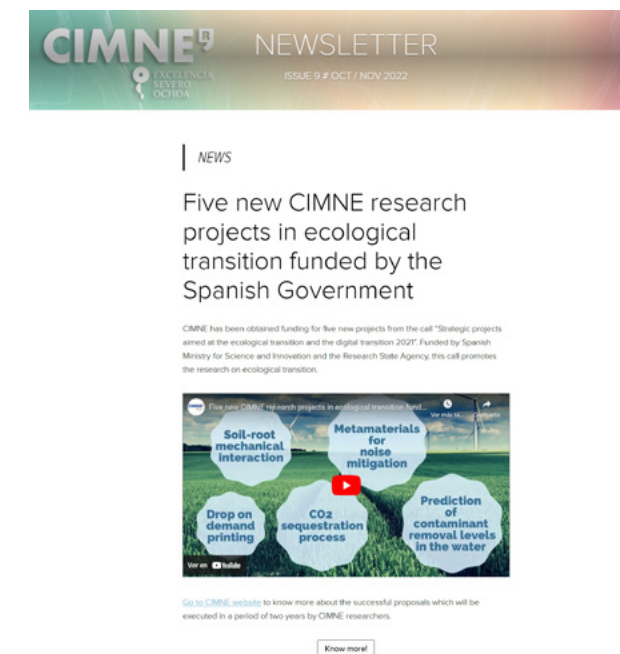 CIMNE
NEWSLETTER
EXCELENCIA
SEVERO
OCHOA
ISSUE 9 # OCT / NOV 2022
NEWS
Five new CIMNE research
projects in ecological
transition funded by the
Spanish Government
CIMNE has been obtained funding for five new projects from the call "Strategic projects
aimed at the ecological transition and the digital transition 2021". Funded by Spanish
Ministry for Science and Innovation and the Research State Agency, this call promotes
the research on ecological transition.
Five new CIMNE research projects in ecological transition fund...
Ver más ta...
Compartir
Soil-root
mechanical
interaction
Metamaterials
for
noise
mitigation
Drop on
demand
printing
CO2
sequestration
process
Prediction
of
contaminant
removal levels
in the water
Ver en YouTube
Go to CIMNE website to know more about the successful proposals which will be
executed in a period of two years by CIMNE researchers.
Know more!